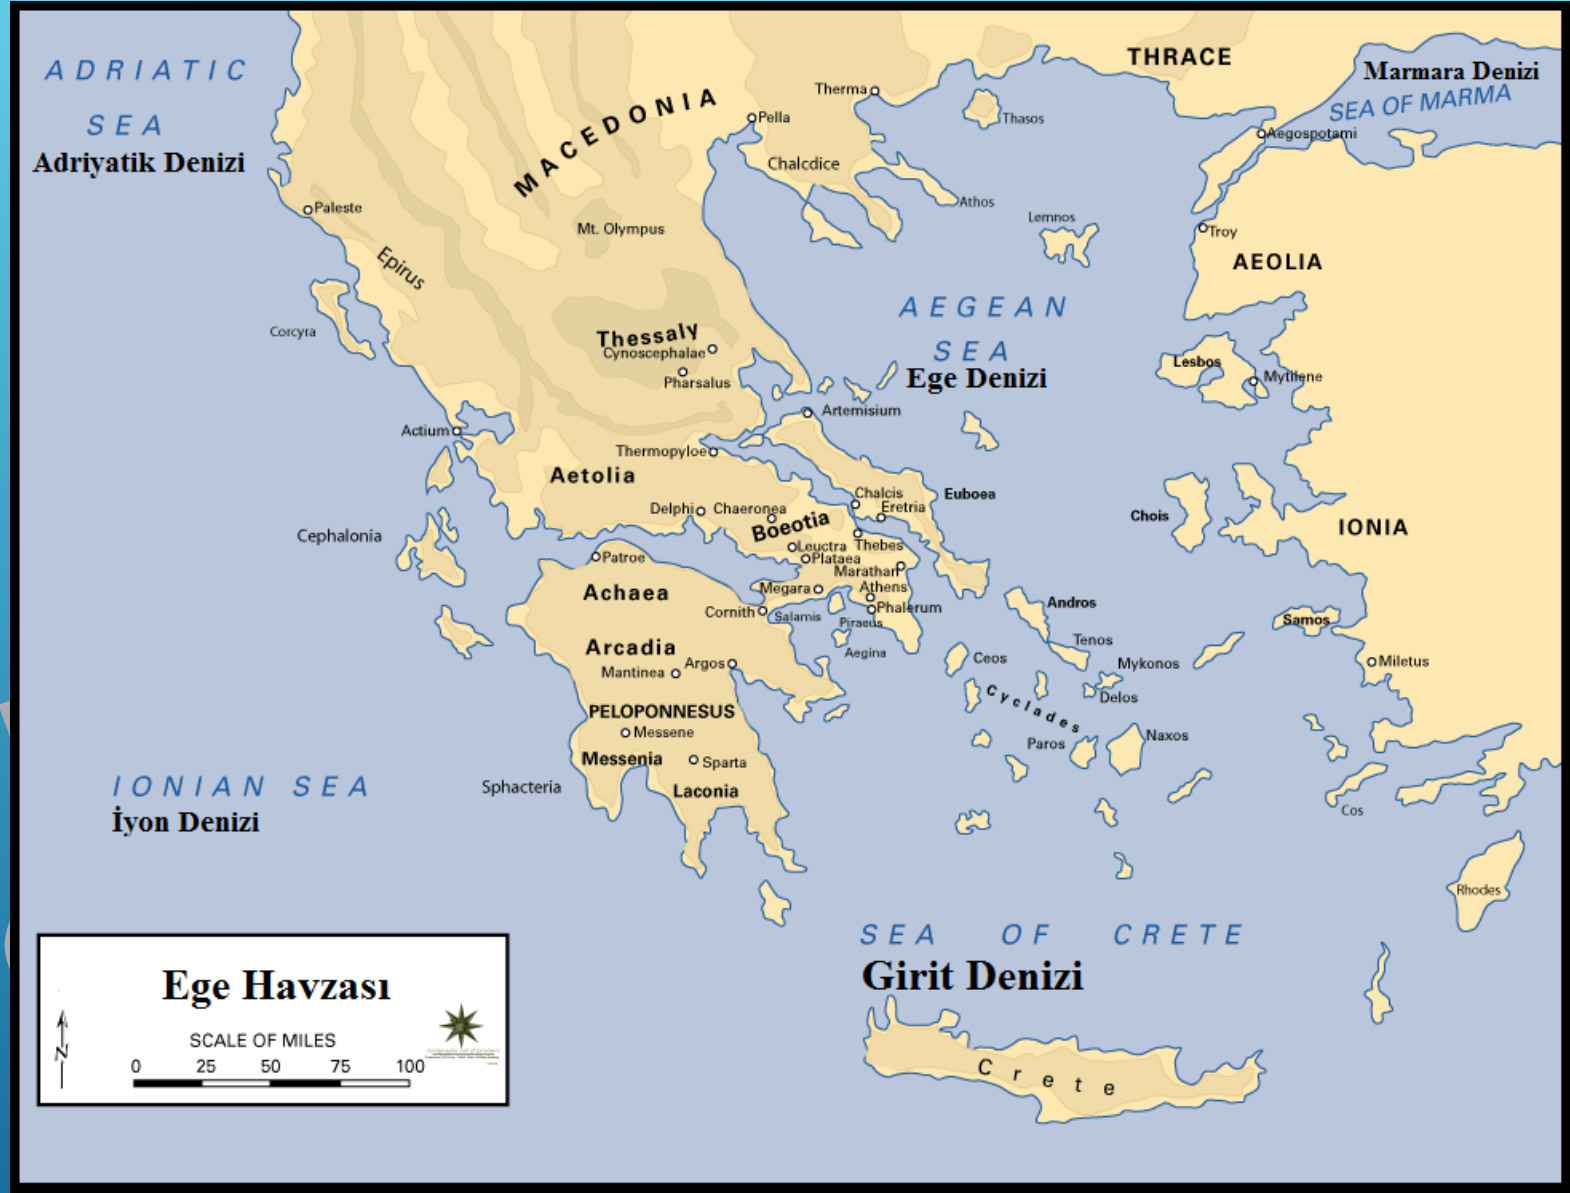 ADRIATIC
SEA
Adriyatik Denizi
MACEDONIA
THRACE
Marmara Denizi
SEA OF MARMA
Therma
Pella
Thasos
Aegospotami
Chalcdice
Athos
Paleste
Lemnos
Mt. Olympus
Troy
Epirus
AEOLIA
AEGEAN
SEA
Ege Denizi
Corcyra
Thessaly
Cynoscephalae
Pharsalus
Lesbos
Mytilene
Artemisium
Actium
Thermopyloe
Aetolia
Chalcis
Euboea
Eretria
Delphi
Chaeronea
Boeotia
Chois
IONIA
Cephalonia
Leuctra
Thebes
Patroe
Plataea
Marathan
Achaea
Megara
Athens
Andros
Cornith
Salamis
Phalerum
Piraeus
Samos
Arcadia
Tenos
Aegina
Ceos
Mykonos
Argos
Mantinea
Miletus
Cyclades
Delos
PELOPONNESUS
Messene
Paros
Naxos
Messenia
Sparta
Sphacteria
Laconia
IONIAN SEA
İyon Denizi
Cos
Rhodes
SEA OF CRETE
Girit Denizi
Crete
Ege Havzası
SCALE OF MILES
0 25 50 75 100
N